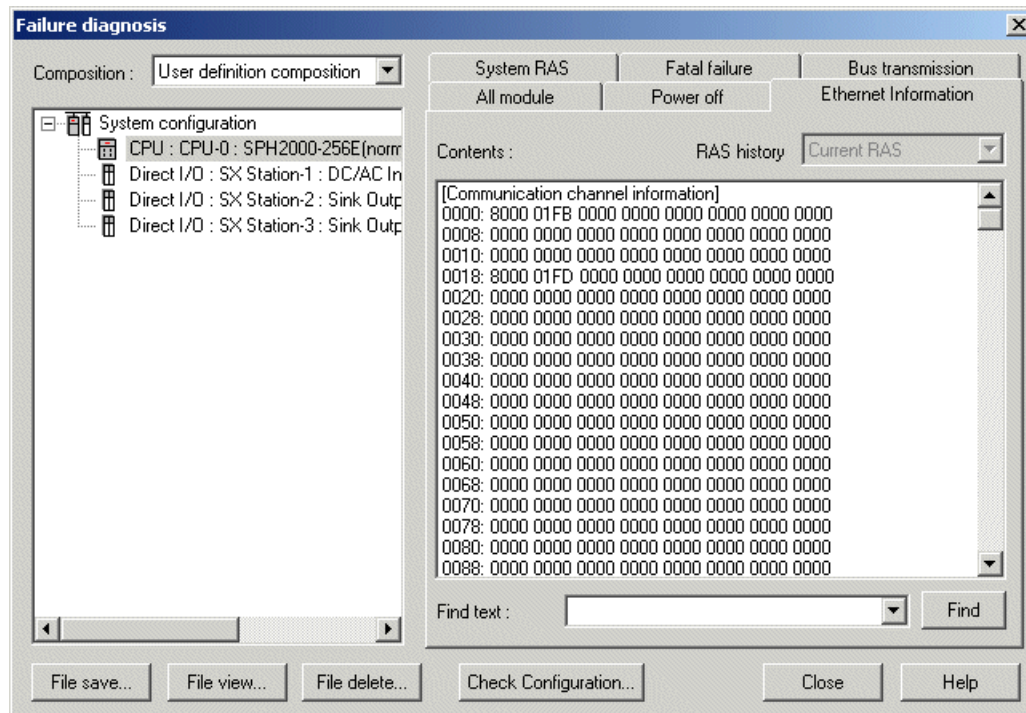 Failure diagnosis
Composition : User definition composition
System configuration
CPU : CPU-0 : SPH2000-256E(norm
Direct I/O : SX Station-1 : DC/AC In
Direct I/O : SX Station-2 : Sink Outp
Direct I/O : SX Station-3 : Sink Outp
System RAS Fatal failure Bus transmission
All module Power off Ethernet Information
Contents : RAS history Current RAS
[Communication channel information]
0000: 8000 01FB 0000 0000 0000 0000 0000 0000
0008: 0000 0000 0000 0000 0000 0000 0000 0000
0010: 0000 0000 0000 0000 0000 0000 0000 0000
0018: 8000 01FD 0000 0000 0000 0000 0000 0000
0020: 0000 0000 0000 0000 0000 0000 0000 0000
0028: 0000 0000 0000 0000 0000 0000 0000 0000
0030: 0000 0000 0000 0000 0000 0000 0000 0000
0038: 0000 0000 0000 0000 0000 0000 0000 0000
0040: 0000 0000 0000 0000 0000 0000 0000 0000
0048: 0000 0000 0000 0000 0000 0000 0000 0000
0050: 0000 0000 0000 0000 0000 0000 0000 0000
0058: 0000 0000 0000 0000 0000 0000 0000 0000
0060: 0000 0000 0000 0000 0000 0000 0000 0000
0068: 0000 0000 0000 0000 0000 0000 0000 0000
0070: 0000 0000 0000 0000 0000 0000 0000 0000
0078: 0000 0000 0000 0000 0000 0000 0000 0000
0080: 0000 0000 0000 0000 0000 0000 0000 0000
0088: 0000 0000 0000 0000 0000 0000 0000 0000
Find text : Find
File save... File view... File delete... Check Configuration... Close Help